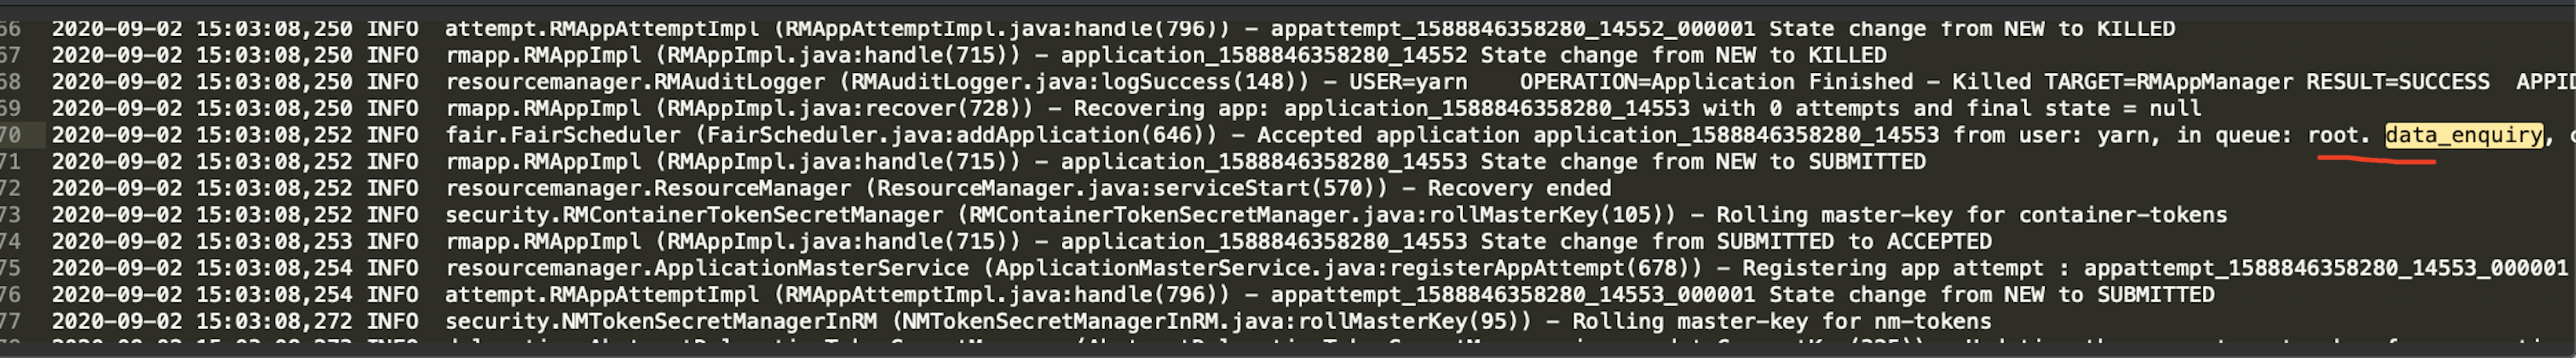 66 2020-09-02 15:03:08,250 INFO  attempt.RMAppAttemptImpl (RMAppAttemptImpl.java:handle(796)) - appattempt_1588846358280_14552_000001 State change from NEW to KILLED
67 2020-09-02 15:03:08,250 INFO  rmapp.RMAppImpl (RMAppImpl.java:handle(715)) - application_1588846358280_14552 State change from NEW to KILLED
68 2020-09-02 15:03:08,250 INFO  resourcemanager.RMAuditLogger (RMAuditLogger.java:logSuccess(148)) - USE=yarn    OPERATION=Application Finished - Killed TARGET=RMAppManager RESULT=SUCCESS  APPID
69 2020-09-02 15:03:08,250 INFO  rmapp.RMAppImpl (RMAppImpl.java:recover(728)) - Recovering app: application_1588846358280_14553 with 0 attempts and final state = null
70 2020-09-02 15:03:08,252 INFO  fair.FairScheduler (FairScheduler.java:addApplication(646)) - Accepted application application_1588846358280_14553 from user: yarn, in queue: root. data_enquiry,
71 2020-09-02 15:03:08,252 INFO  rmapp.RMAppImpl (RMAppImpl.java:handle(715)) - application_1588846358280_14553 State change from NEW to SUBMITTED
72 2020-09-02 15:03:08,252 INFO  resourcemanager.ResourceManager (ResourceManager.java:serviceStart(570)) - Recovery ended
73 2020-09-02 15:03:08,252 INFO  security.RMContainerTokenSecretManager (RMContainerTokenSecretManager.java:rollMasterKey(105)) - Rolling master-key for container-tokens
74 2020-09-02 15:03:08,253 INFO  rmapp.RMAppImpl (RMAppImpl.java:handle(715)) - application_1588846358280_14553 State change from SUBMITTED to ACCEPTED
75 2020-09-02 15:03:08,254 INFO  resourcemanager.ApplicationMasterService (ApplicationMasterService.java:registerAppAttempt(678)) - Registering app attempt : appattempt_1588846358280_14553_000001
76 2020-09-02 15:03:08,254 INFO  attempt.RMAppAttemptImpl (RMAppAttemptImpl.java:handle(796)) - appattempt_1588846358280_14553_000001 State change from NEW to SUBMITTED
77 2020-09-02 15:03:08,272 INFO  security.NMTokenSecretManagerInRM (NMTokenSecretManagerInRM.java:rollMasterKey(95)) - Rolling master-key for nm-tokens